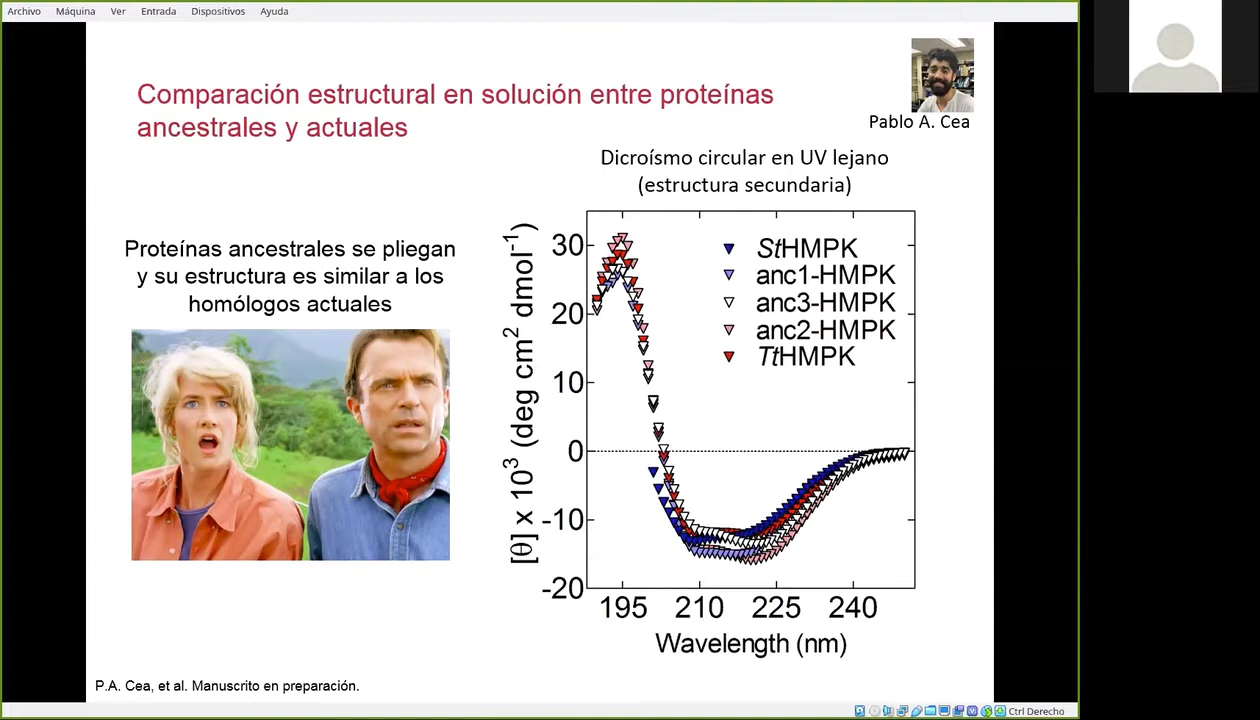 Archivo Máquina Ver Entrada Dispositivos Ayuda
Comparación estructural en solución entre proteínas
ancestrales y actuales
Pablo A. Cea
Dicroísmo circular en UV lejano
(estructura secundaria)
Proteínas ancestrales se pliegan
y su estructura es similar a los
homólogos actuales
[θ] x 10³ (deg cm² dmol⁻¹)
30
20
10
0
-10
-20
StHMPK
anc1-HMPK
anc3-HMPK
anc2-HMPK
TtHMPK
195 210 225 240
Wavelength (nm)
P.A. Cea, et al. Manuscrito en preparación.
Ctrl Derecho